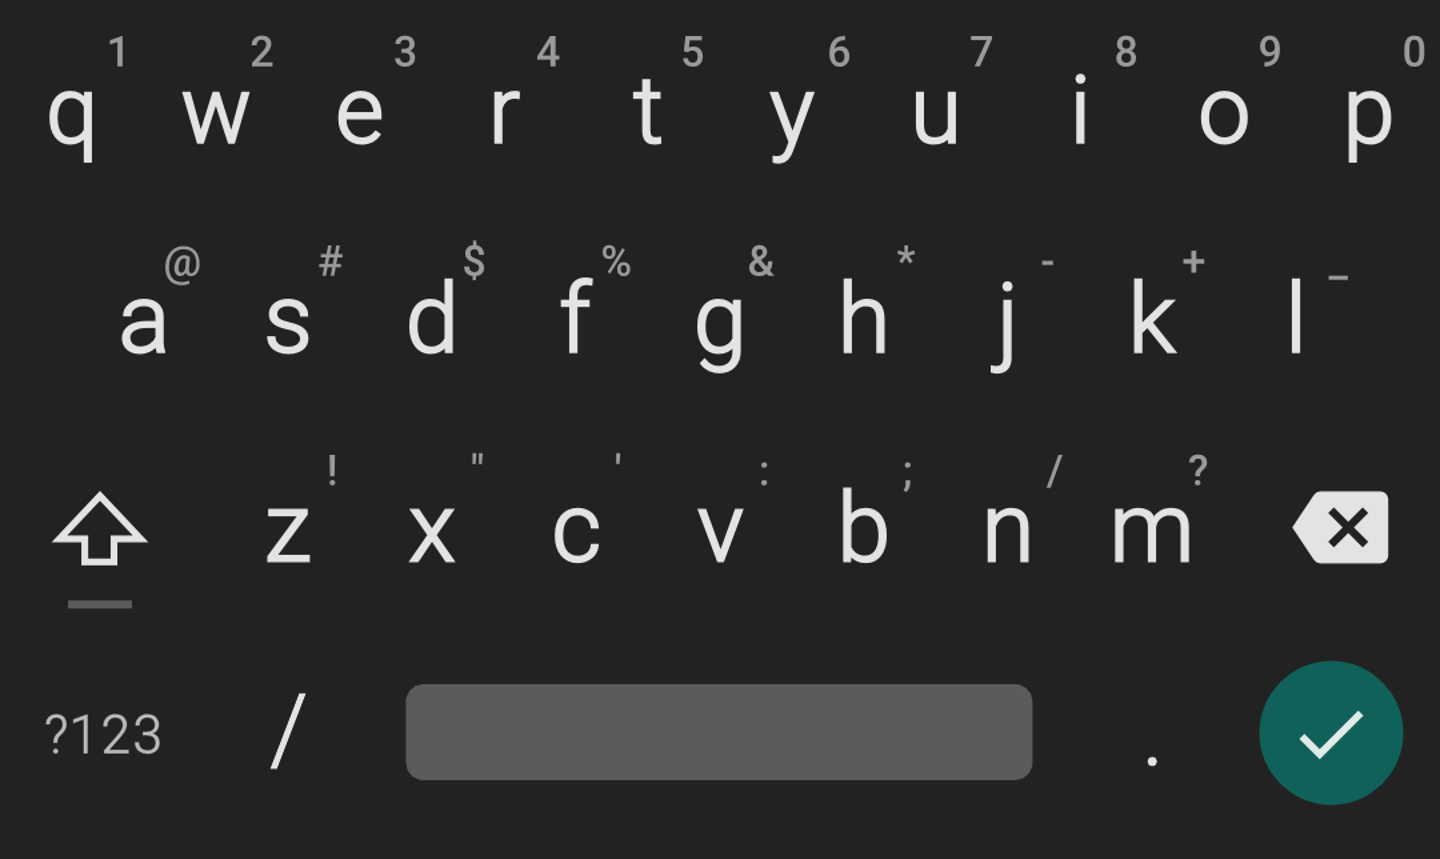 1 2 3 4 5 6 7 8 9 0
q w e r t y u i o p
@ # $ % & * - + _
a s d f g h j k l
! " ' : ; / ?
z x c v b n m
?123 / .